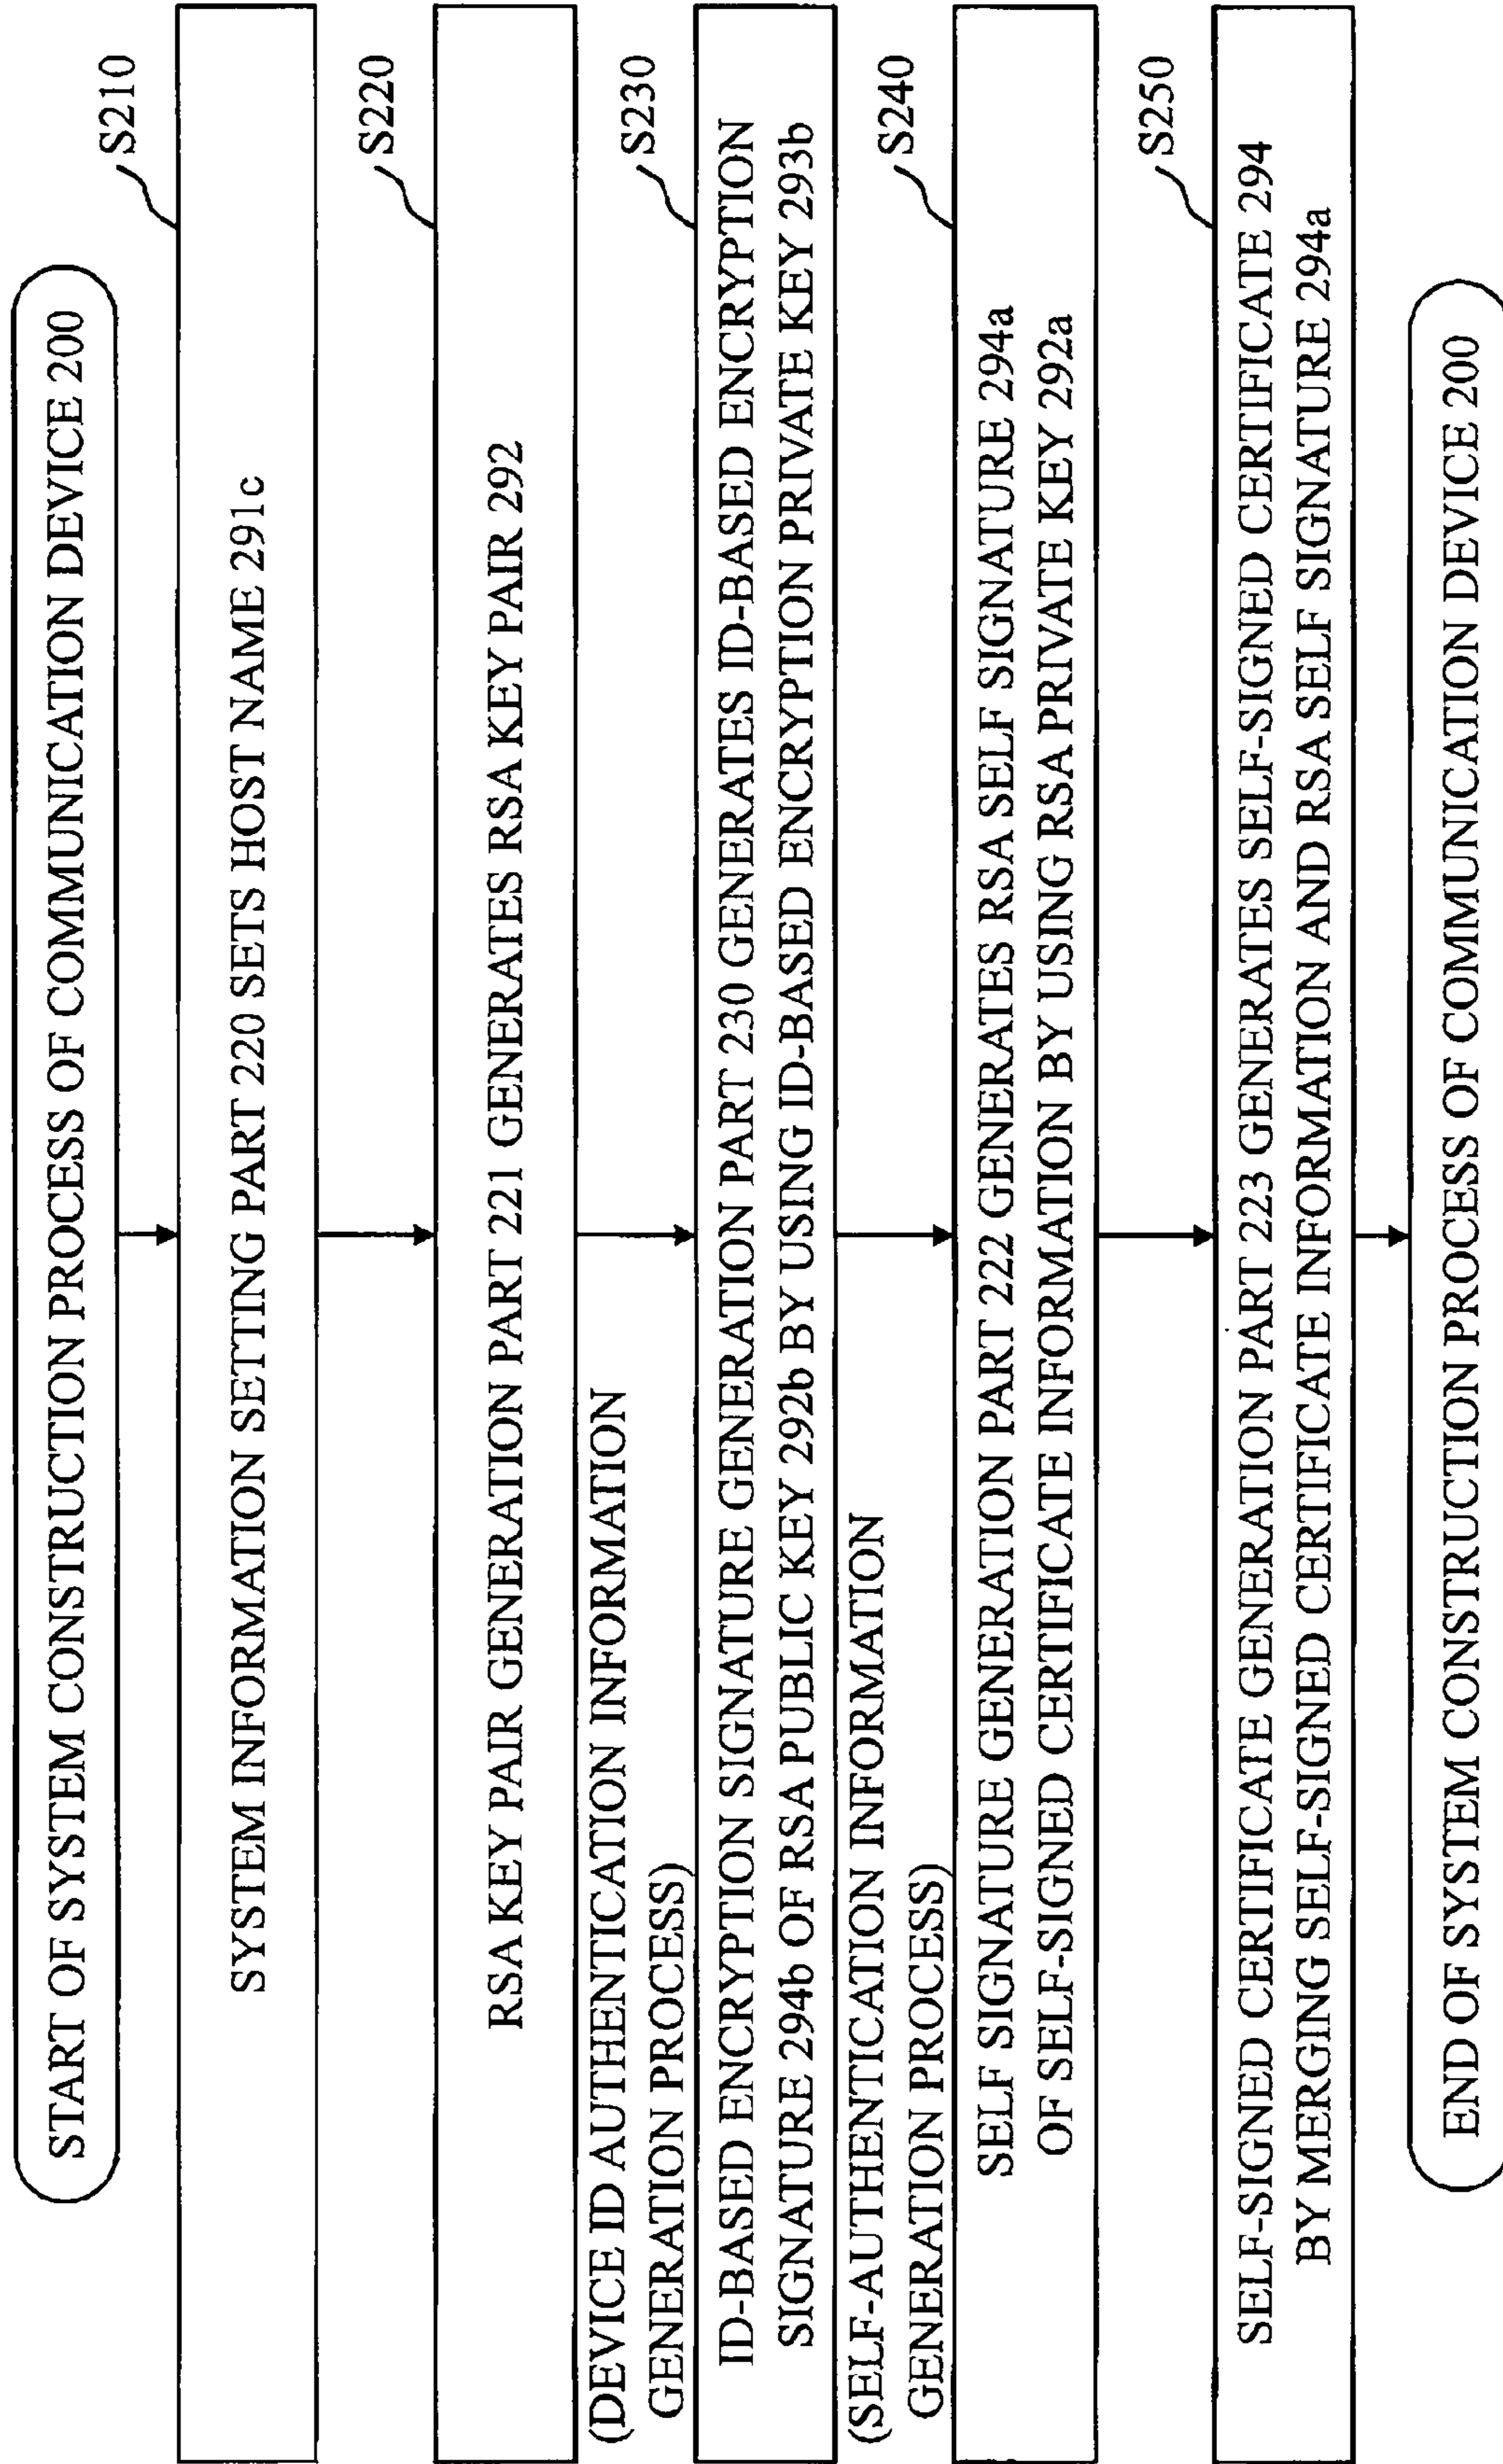 START OF SYSTEM CONSTRUCTION PROCESS OF COMMUNICATION DEVICE 200
S210
SYSTEM INFORMATION SETTING PART 220 SETS HOST NAME 291c
S220
RSA KEY PAIR GENERATION PART 221 GENERATES RSA KEY PAIR 292
(DEVICE ID AUTHENTICATION INFORMATION
GENERATION PROCESS)
S230
ID-BASED ENCRYPTION SIGNATURE GENERATION PART 230 GENERATES ID-BASED ENCRYPTION
SIGNATURE 294b OF RSA PUBLIC KEY 292b BY USING ID-BASED ENCRYPTION PRIVATE KEY 293b
(SELF-AUTHENTICATION INFORMATION
GENERATION PROCESS)
S240
SELF SIGNATURE GENERATION PART 222 GENERATES RSA SELF SIGNATURE 294a
OF SELF-SIGNED CERTIFICATE INFORMATION BY USING RSA PRIVATE KEY 292a
S250
SELF-SIGNED CERTIFICATE GENERATION PART 223 GENERATES SELF-SIGNED CERTIFICATE 294
BY MERGING SELF-SIGNED CERTIFICATE INFORMATION AND RSA SELF SIGNATURE 294a
END OF SYSTEM CONSTRUCTION PROCESS OF COMMUNICATION DEVICE 200